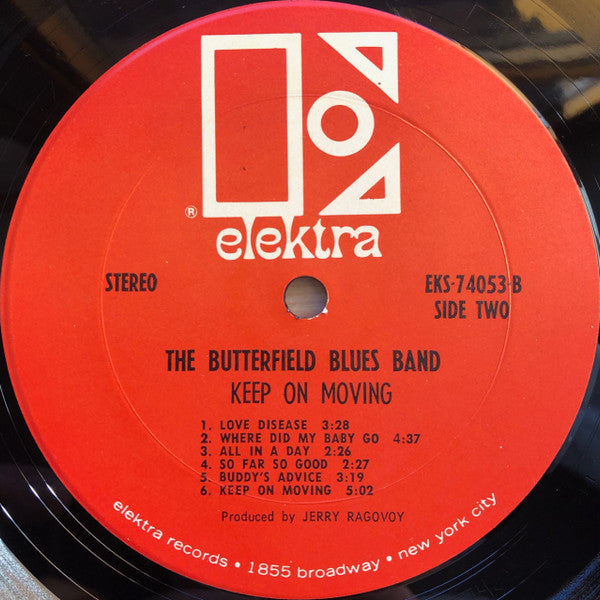 ®
elektra
STEREO
EKS-74053-B
SIDE TWO
THE BUTTERFIELD BLUES BAND
KEEP ON MOVING
1. LOVE DISEASE 3:28
2. WHERE DID MY BABY GO 4:37
3. ALL IN A DAY 2:26
4. SO FAR SO GOOD 2:27
5. BUDDY'S ADVICE 3:19
6. KEEP ON MOVING 5:02
Produced by JERRY RAGOVOY
elektra records • 1855 broadway • new york city